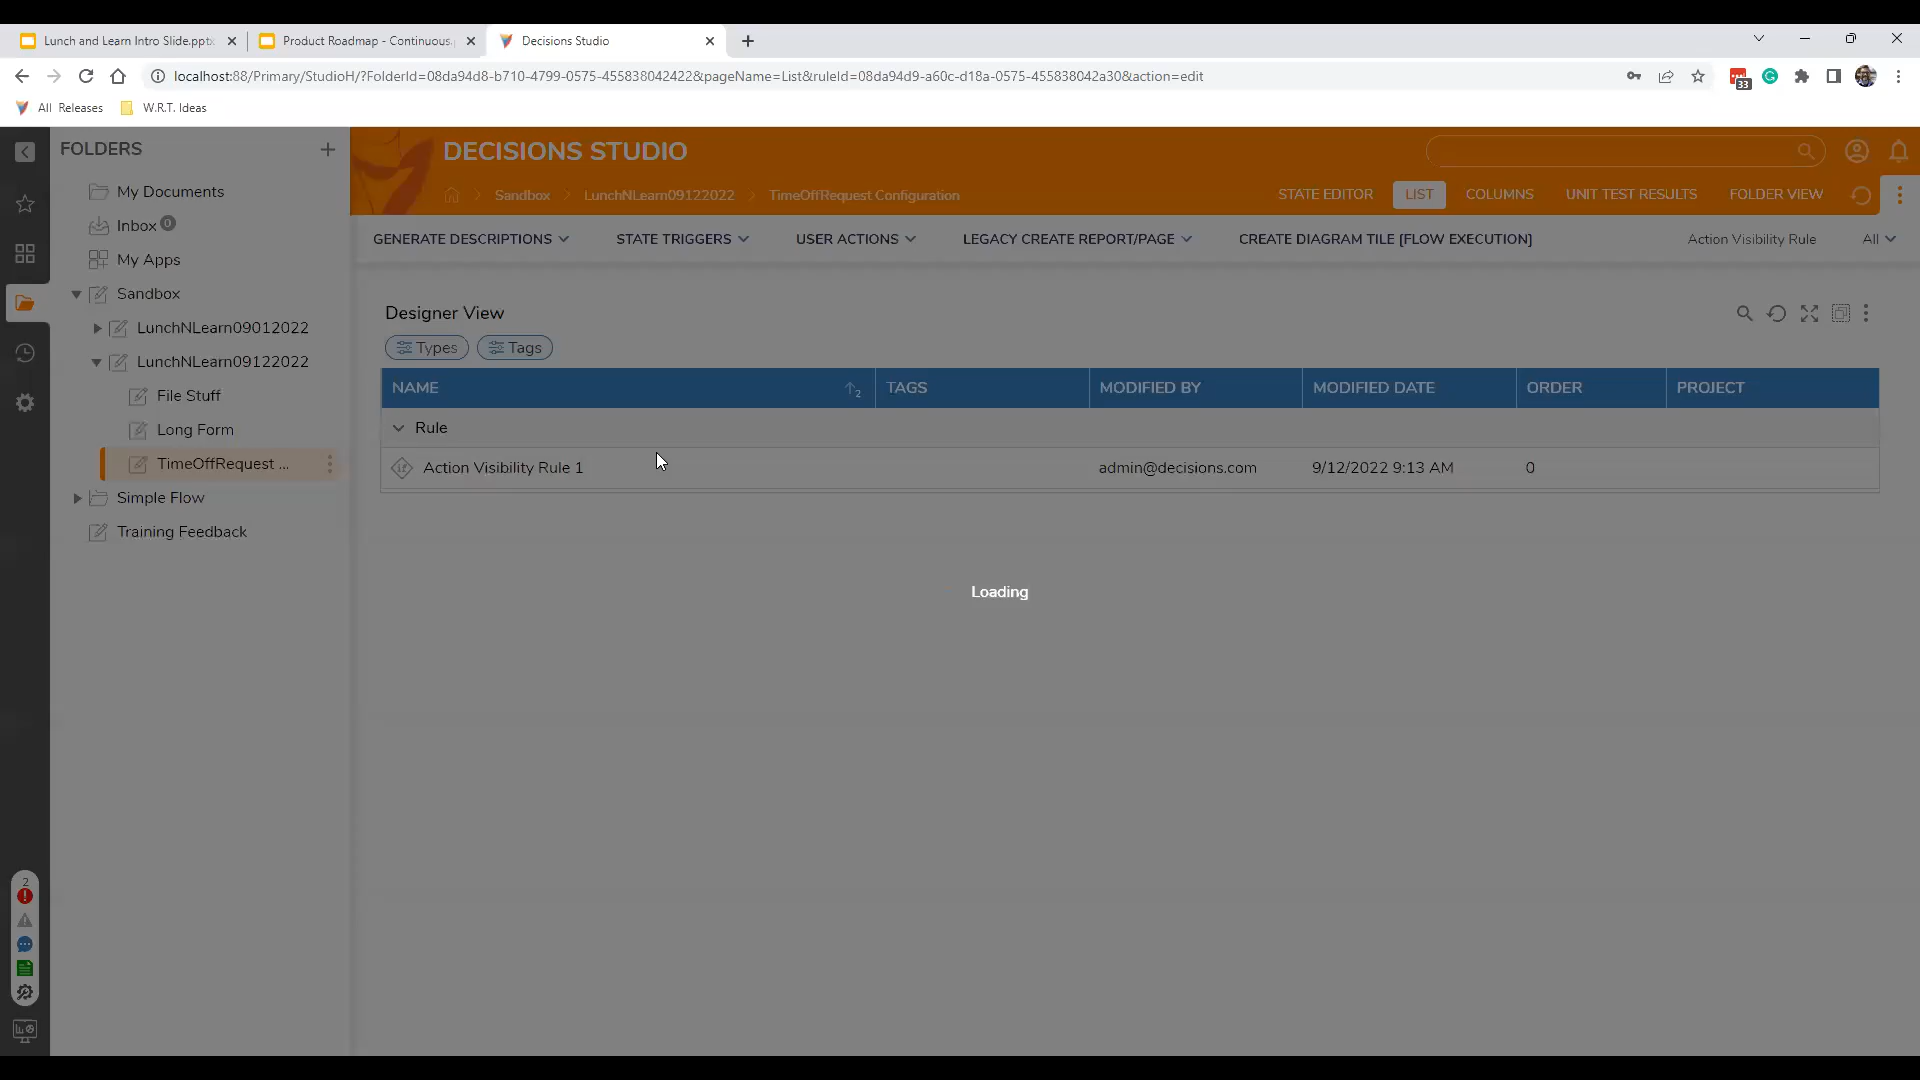 Lunch and Learn Intro Slide.pptx
Product Roadmap - Continuous
Decisions Studio
localhost:88/Primary/StudioH/?FolderId=08da94d8-b710-4799-0575-455838042422&pageName=List&ruleId=08da94d9-a60c-d18a-0575-455838042a30&action=edit
33
All Releases
W.R.T. Ideas
FOLDERS
DECISIONS STUDIO
My Documents
Sandbox
LunchNLearn09122022
TimeOffRequest Configuration
STATE EDITOR
LIST
COLUMNS
UNIT TEST RESULTS
FOLDER VIEW
Inbox 0
GENERATE DESCRIPTIONS
STATE TRIGGERS
USER ACTIONS
LEGACY CREATE REPORT/PAGE
CREATE DIAGRAM TILE [FLOW EXECUTION]
Action Visibility Rule
All
My Apps
Sandbox
LunchNLearn09012022
LunchNLearn09122022
File Stuff
Long Form
TimeOffRequest ...
Simple Flow
Training Feedback
Designer View
Types
Tags
NAME
2
TAGS
MODIFIED BY
MODIFIED DATE
ORDER
PROJECT
Rule
Action Visibility Rule 1
admin@decisions.com
9/12/2022 9:13 AM
0
Loading
2